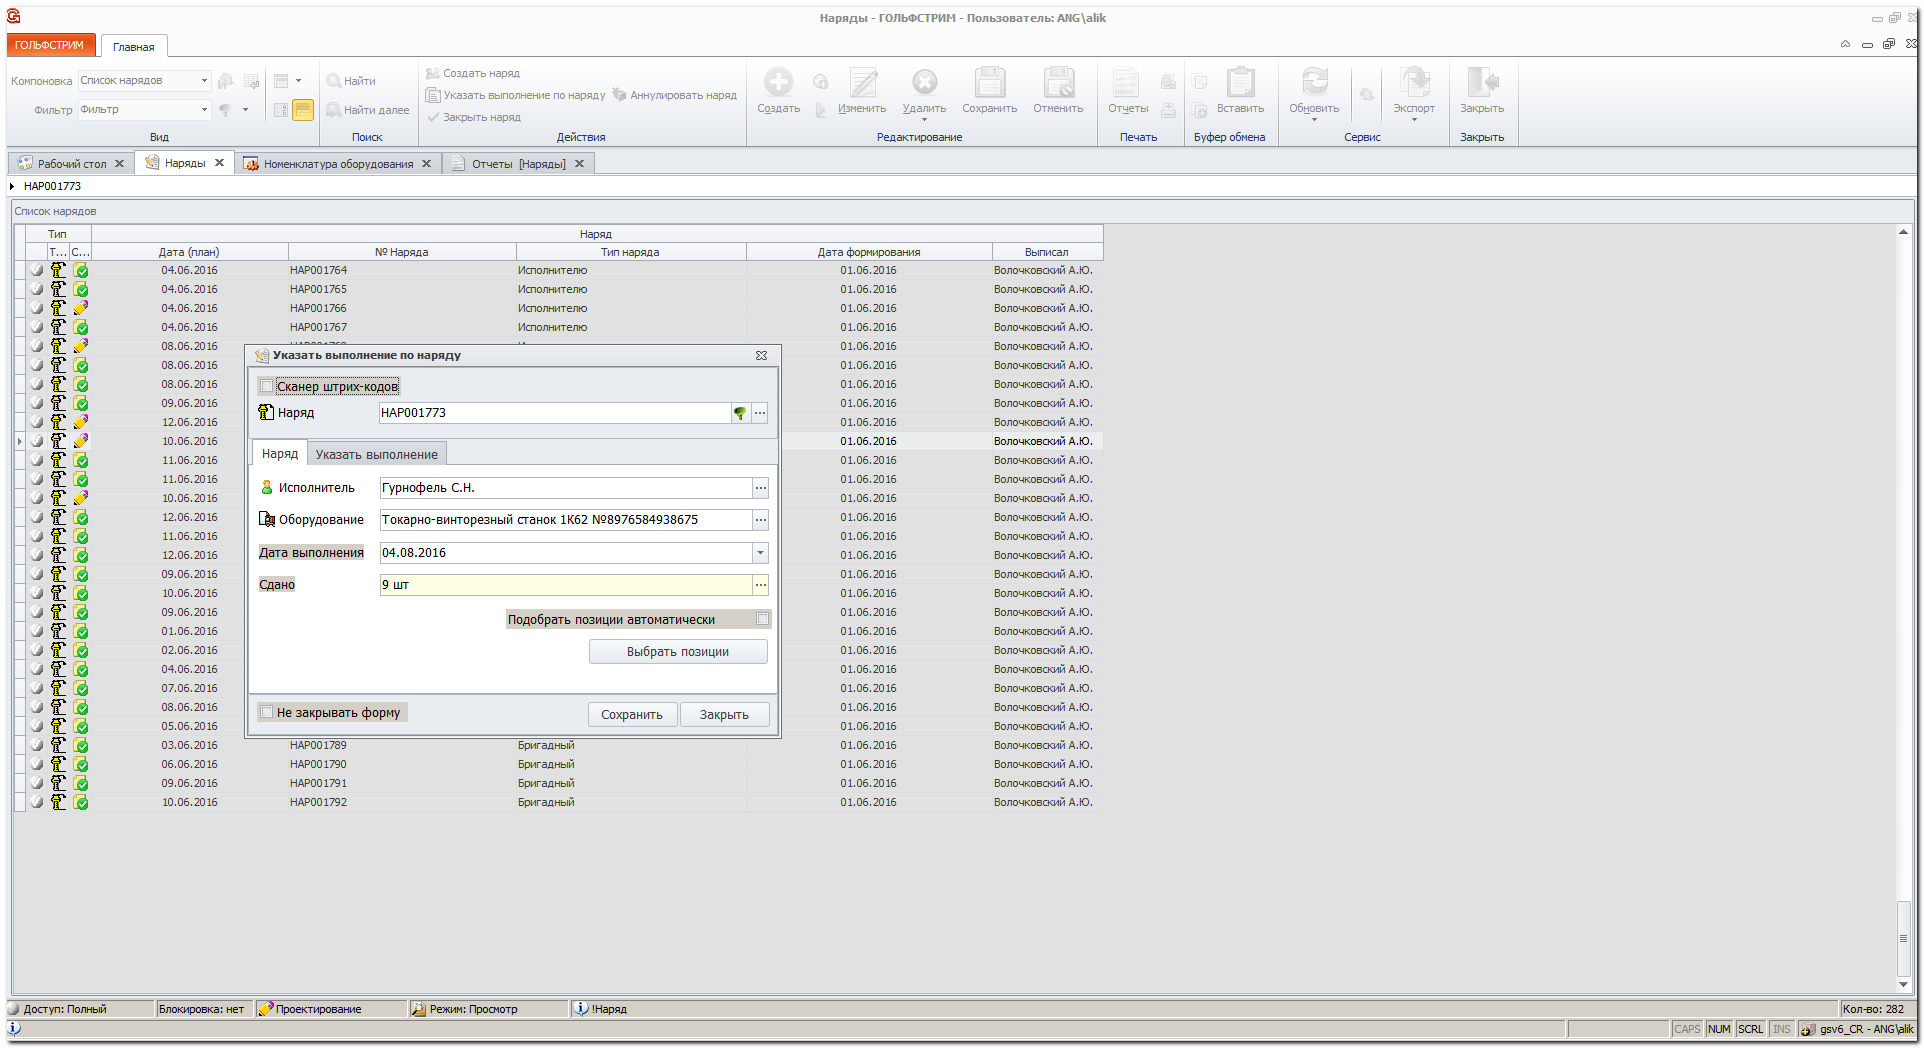 Наряды - ГОЛЬФСТРИМ - Пользователь: ANG\alik
ГОЛЬФСТРИМ Главная
Компоновка Список нарядов
Фильтр Фильтр
Вид
Найти
Найти далее
Поиск
Создать наряд
Указать выполнение по наряду Аннулировать наряд
Закрыть наряд
Действия
Создать Изменить Удалить Сохранить Отменить
Редактирование
Отчеты
Печать
Вставить
Буфер обмена
Обновить Экспорт
Сервис
Закрыть
Закрыть
Рабочий стол Наряды Номенклатура оборудования Отчеты [Наряды]
НАР001773
Список нарядов
Тип Наряд
Т... С... Дата (план) № Наряда Тип наряда Дата формирования Выписал
04.06.2016 НАР001764 Исполнителю 01.06.2016 Волочковский А.Ю.
04.06.2016 НАР001765 Исполнителю 01.06.2016 Волочковский А.Ю.
04.06.2016 НАР001766 Исполнителю 01.06.2016 Волочковский А.Ю.
04.06.2016 НАР001767 Исполнителю 01.06.2016 Волочковский А.Ю.
08.06.2016 01.06.2016 Волочковский А.Ю.
08.06.2016 01.06.2016 Волочковский А.Ю.
08.06.2016 01.06.2016 Волочковский А.Ю.
09.06.2016 01.06.2016 Волочковский А.Ю.
12.06.2016 01.06.2016 Волочковский А.Ю.
10.06.2016 01.06.2016 Волочковский А.Ю.
11.06.2016 01.06.2016 Волочковский А.Ю.
11.06.2016 01.06.2016 Волочковский А.Ю.
10.06.2016 01.06.2016 Волочковский А.Ю.
12.06.2016 01.06.2016 Волочковский А.Ю.
11.06.2016 01.06.2016 Волочковский А.Ю.
12.06.2016 01.06.2016 Волочковский А.Ю.
09.06.2016 01.06.2016 Волочковский А.Ю.
10.06.2016 01.06.2016 Волочковский А.Ю.
09.06.2016 01.06.2016 Волочковский А.Ю.
01.06.2016 01.06.2016 Волочковский А.Ю.
02.06.2016 01.06.2016 Волочковский А.Ю.
04.06.2016 01.06.2016 Волочковский А.Ю.
07.06.2016 01.06.2016 Волочковский А.Ю.
08.06.2016 01.06.2016 Волочковский А.Ю.
05.06.2016 01.06.2016 Волочковский А.Ю.
03.06.2016 НАР001789 Бригадный 01.06.2016 Волочковский А.Ю.
06.06.2016 НАР001790 Бригадный 01.06.2016 Волочковский А.Ю.
09.06.2016 НАР001791 Бригадный 01.06.2016 Волочковский А.Ю.
10.06.2016 НАР001792 Бригадный 01.06.2016 Волочковский А.Ю.
Указать выполнение по наряду
Сканер штрих-кодов
Наряд НАР001773
Наряд Указать выполнение
Исполнитель Гурнофель С.Н.
Оборудование Токарно-винторезный станок 1К62 №8976584938675
Дата выполнения 04.08.2016
Сдано 9 шт
Подобрать позиции автоматически
Выбрать позиции
Не закрывать форму Сохранить Закрыть
Доступ: Полный Блокировка: нет Проектирование Режим: Просмотр !Наряд Кол-во: 282
CAPS NUM SCRL INS gsv6_CR - ANG\alik